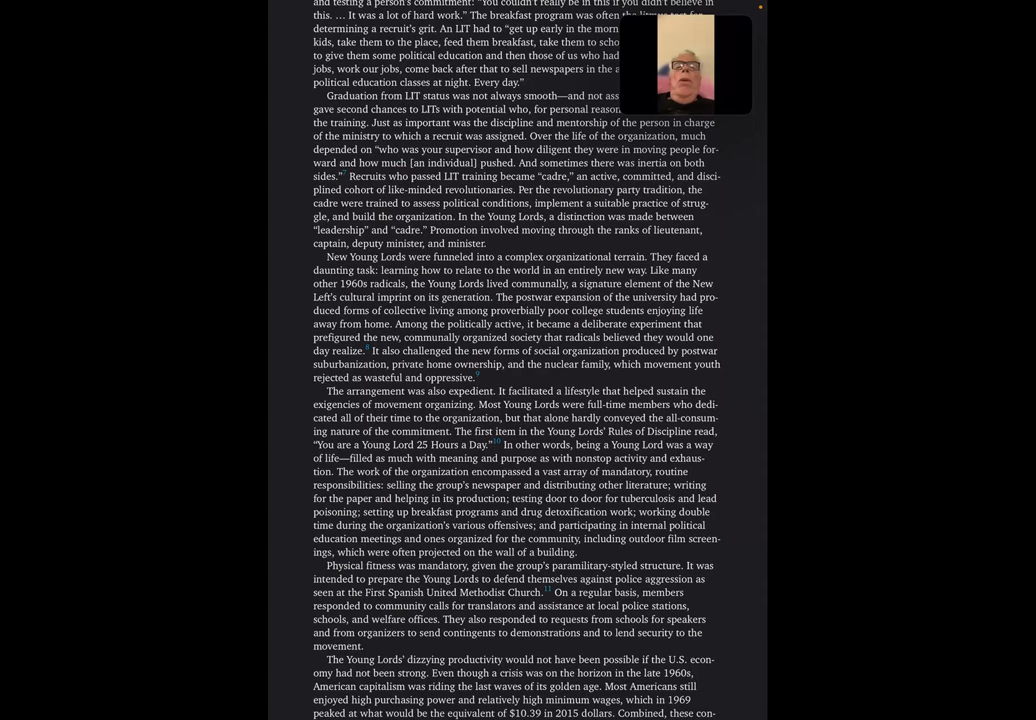 and testing a person's commitment: “You couldn't really be in this if you didn't believe in
this. … It was a lot of hard work.” The breakfast program was often the litmus test for
determining a recruit's grit. An LIT had to “get up early in the morn
kids, take them to the place, feed them breakfast, take them to scho
to give them some political education and then those of us who had
jobs, work our jobs, come back after that to sell newspapers in the a
political education classes at night. Every day.”
Graduation from LIT status was not always smooth—and not ass
gave second chances to LITs with potential who, for personal reason
the training. Just as important was the discipline and mentorship of the person in charge
of the ministry to which a recruit was assigned. Over the life of the organization, much
depended on “who was your supervisor and how diligent they were in moving people for-
ward and how much [an individual] pushed. And sometimes there was inertia on both
sides.”7 Recruits who passed LIT training became “cadre,” an active, committed, and disci-
plined cohort of like-minded revolutionaries. Per the revolutionary party tradition, the
cadre were trained to assess political conditions, implement a suitable practice of strug-
gle, and build the organization. In the Young Lords, a distinction was made between
“leadership” and “cadre.” Promotion involved moving through the ranks of lieutenant,
captain, deputy minister, and minister.
New Young Lords were funneled into a complex organizational terrain. They faced a
daunting task: learning how to relate to the world in an entirely new way. Like many
other 1960s radicals, the Young Lords lived communally, a signature element of the New
Left's cultural imprint on its generation. The postwar expansion of the university had pro-
duced forms of collective living among proverbially poor college students enjoying life
away from home. Among the politically active, it became a deliberate experiment that
prefigured the new, communally organized society that radicals believed they would one
day realize.8 It also challenged the new forms of social organization produced by postwar
suburbanization, private home ownership, and the nuclear family, which movement youth
rejected as wasteful and oppressive.9
The arrangement was also expedient. It facilitated a lifestyle that helped sustain the
exigencies of movement organizing. Most Young Lords were full-time members who dedi-
cated all of their time to the organization, but that alone hardly conveyed the all-consum-
ing nature of the commitment. The first item in the Young Lords' Rules of Discipline read,
“You are a Young Lord 25 Hours a Day.”10 In other words, being a Young Lord was a way
of life—filled as much with meaning and purpose as with nonstop activity and exhaus-
tion. The work of the organization encompassed a vast array of mandatory, routine
responsibilities: selling the group's newspaper and distributing other literature; writing
for the paper and helping in its production; testing door to door for tuberculosis and lead
poisoning; setting up breakfast programs and drug detoxification work; working double
time during the organization's various offensives; and participating in internal political
education meetings and ones organized for the community, including outdoor film screen-
ings, which were often projected on the wall of a building.
Physical fitness was mandatory, given the group's paramilitary-styled structure. It was
intended to prepare the Young Lords to defend themselves against police aggression as
seen at the First Spanish United Methodist Church.11 On a regular basis, members
responded to community calls for translators and assistance at local police stations,
schools, and welfare offices. They also responded to requests from schools for speakers
and from organizers to send contingents to demonstrations and to lend security to the
movement.
The Young Lords' dizzying productivity would not have been possible if the U.S. econ-
omy had not been strong. Even though a crisis was on the horizon in the late 1960s,
American capitalism was riding the last waves of its golden age. Most Americans still
enjoyed high purchasing power and relatively high minimum wages, which in 1969
peaked at what would be the equivalent of $10.39 in 2015 dollars. Combined, these con-